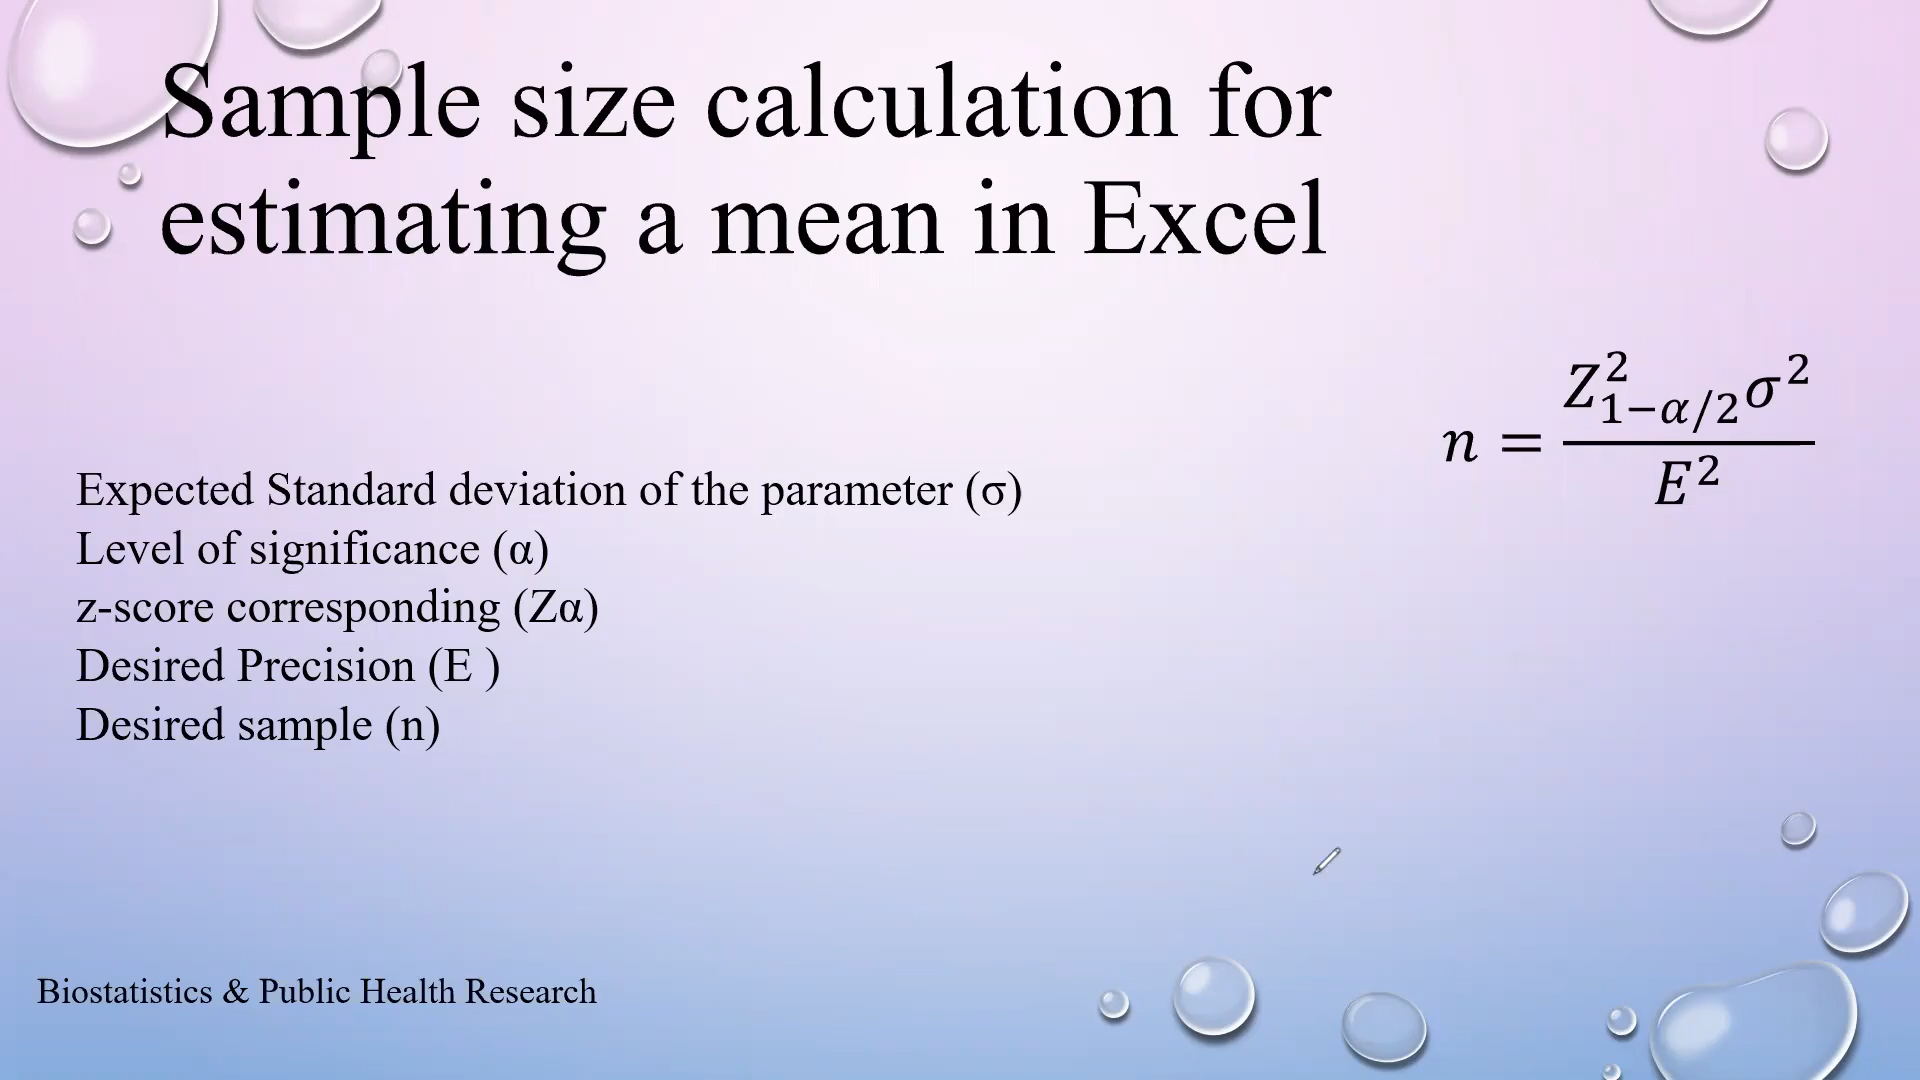 Sample size calculation for
estimating a mean in Excel
n = Z²₁₋α/₂σ² / E²
Expected Standard deviation of the parameter (σ)
Level of significance (α)
z-score corresponding (Zα)
Desired Precision (E )
Desired sample (n)
Biostatistics & Public Health Research